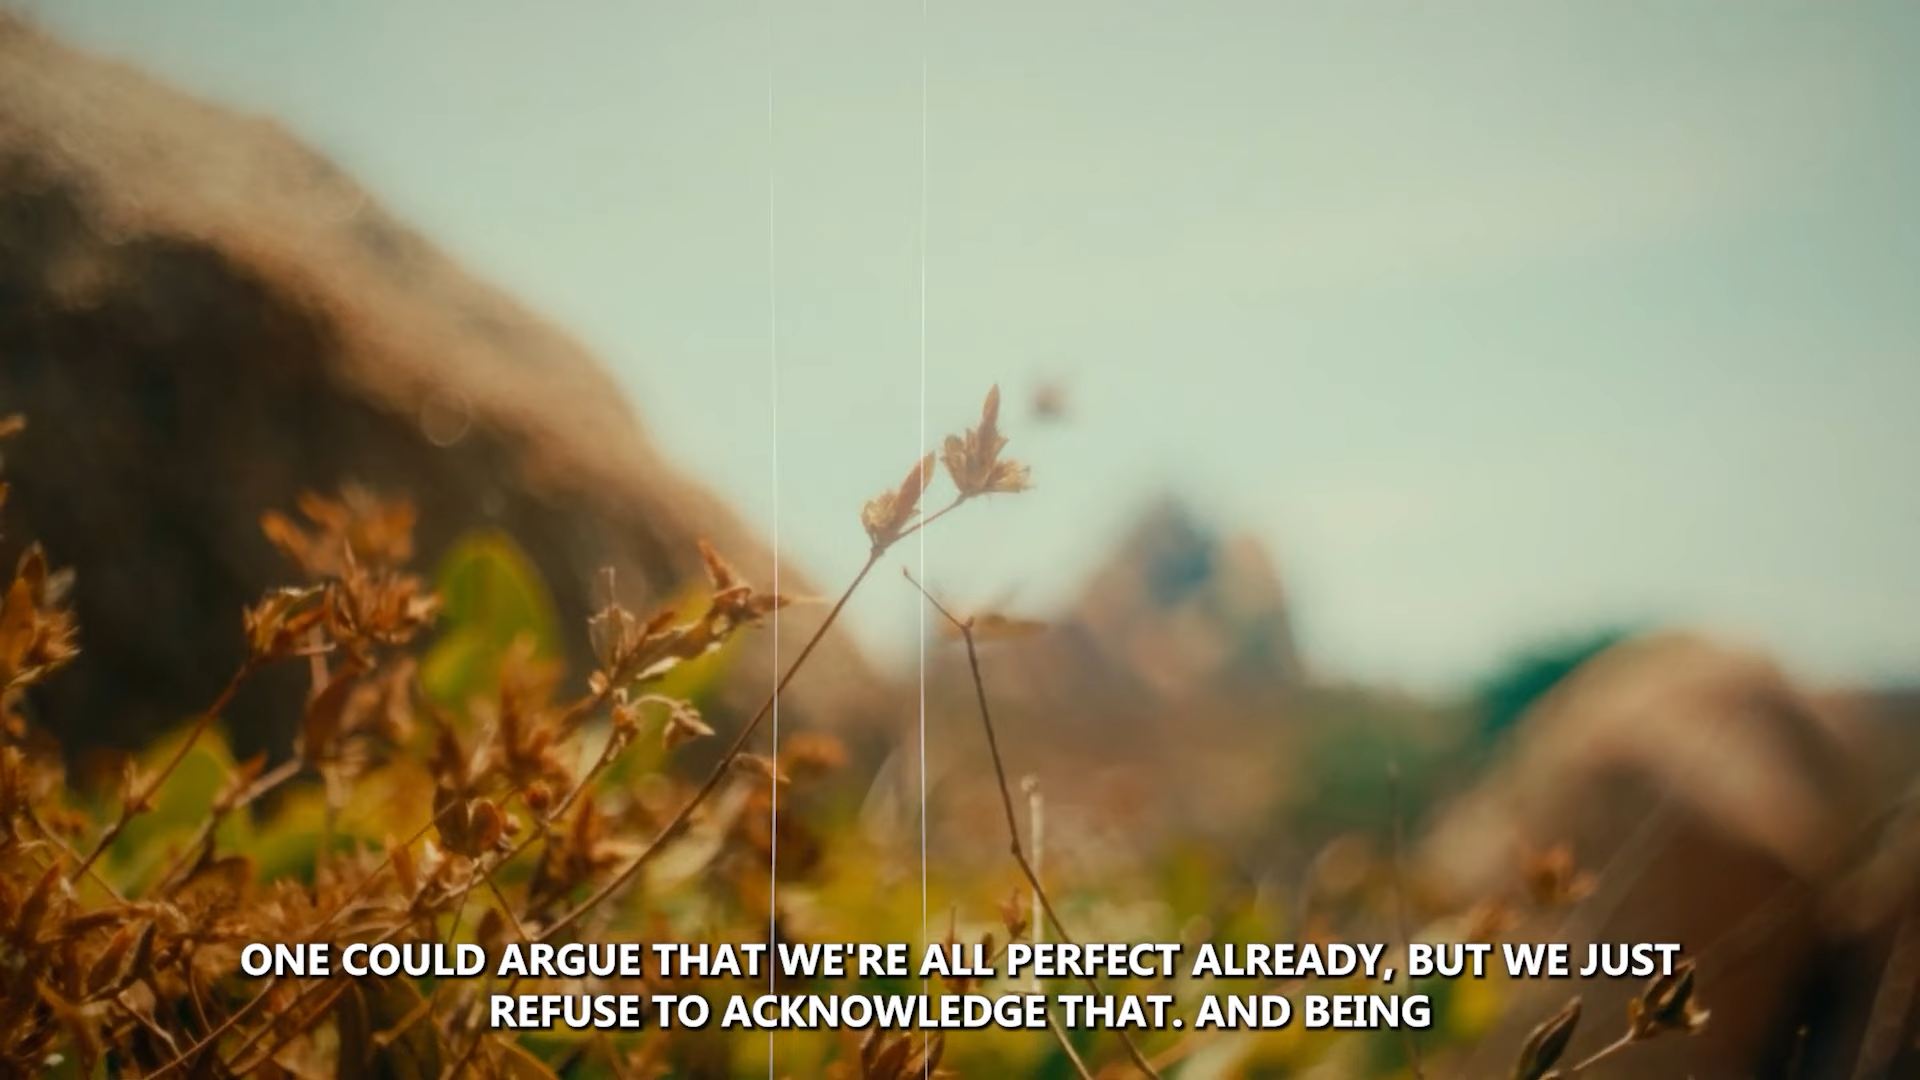 ONE COULD ARGUE THAT WE'RE ALL PERFECT ALREADY, BUT WE JUST
REFUSE TO ACKNOWLEDGE THAT. AND BEING